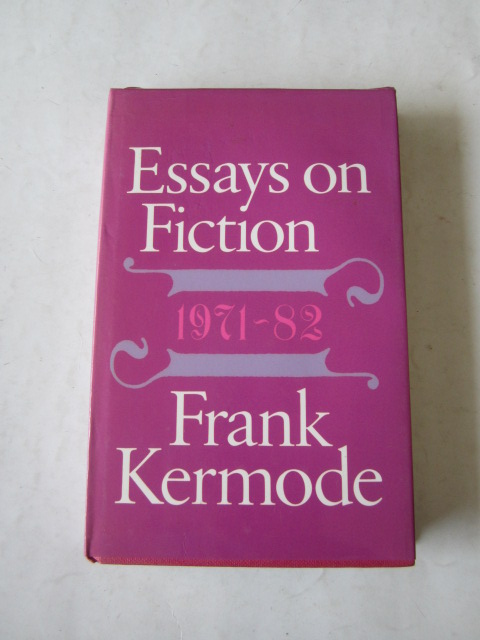 Essays on
Fiction
1971-82
Frank
Kermode